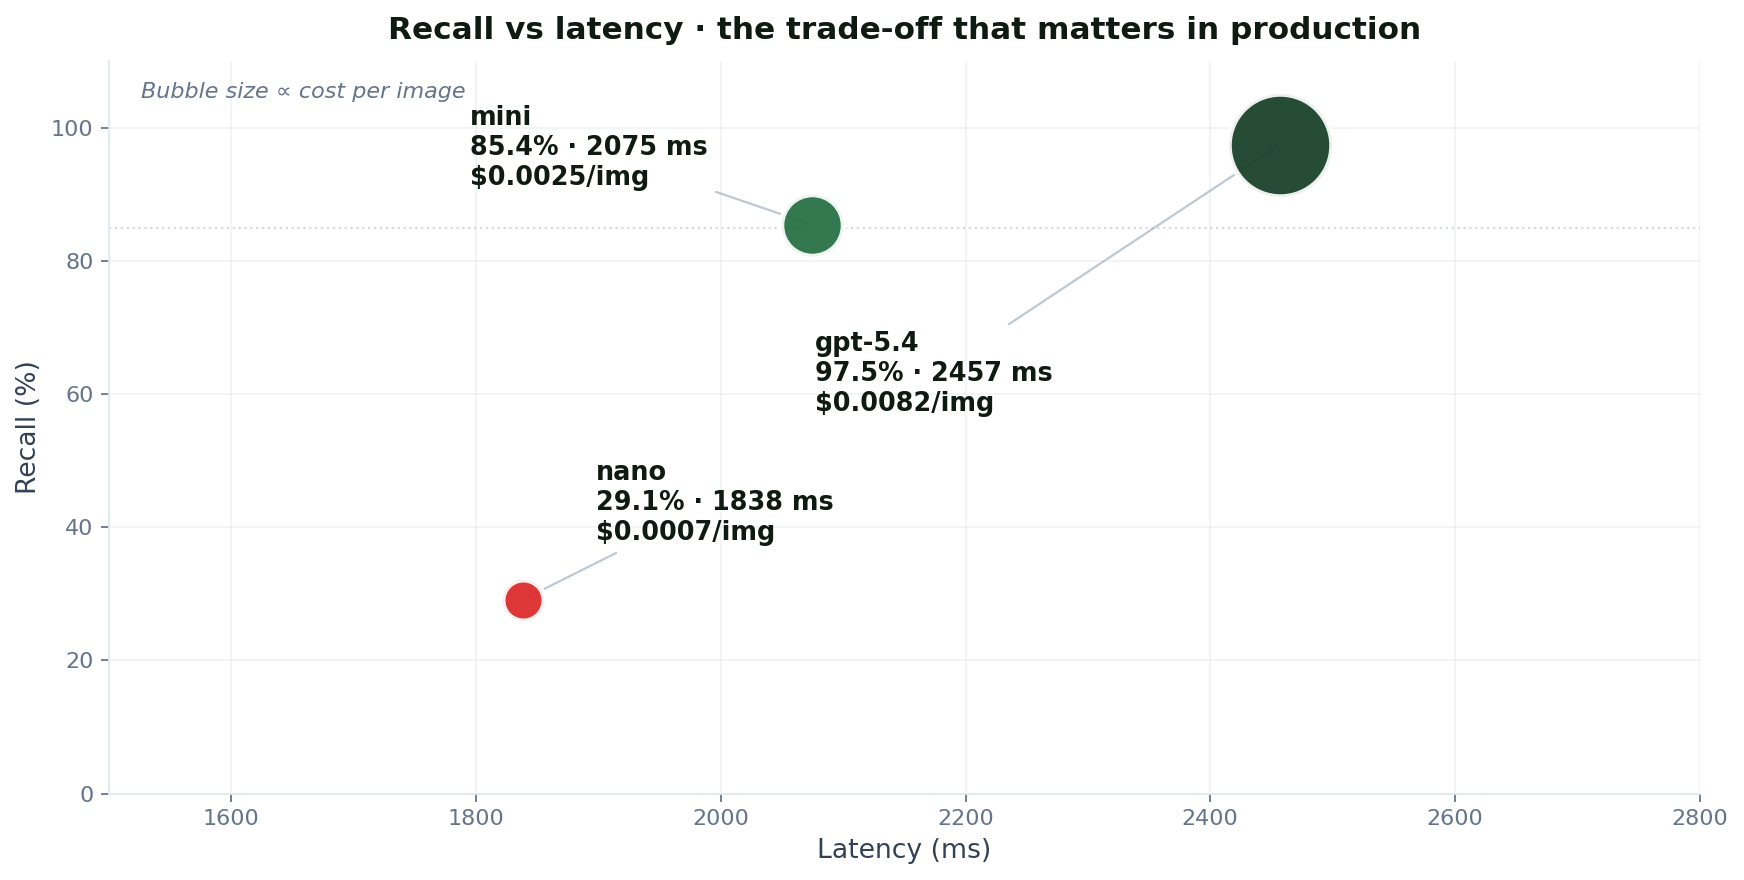 Recall vs latency · the trade-off that matters in production
Bubble size ∝ cost per image
mini
85.4% · 2075 ms
$0.0025/img
gpt-5.4
97.5% · 2457 ms
$0.0082/img
nano
29.1% · 1838 ms
$0.0007/img
Recall (%)
100
80
60
40
20
0
1600 1800 2000 2200 2400 2600 2800
Latency (ms)